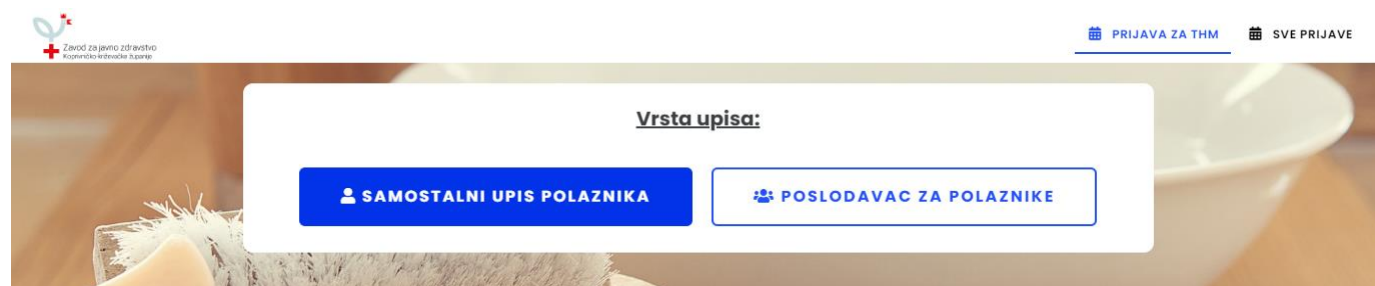 Zavod za javno zdravstvo
Koprivničko-križevačke županije
PRIJAVA ZA THM
SVE PRIJAVE
Vrsta upisa:
SAMOSTALNI UPIS POLAZNIKA
POSLODAVAC ZA POLAZNIKE